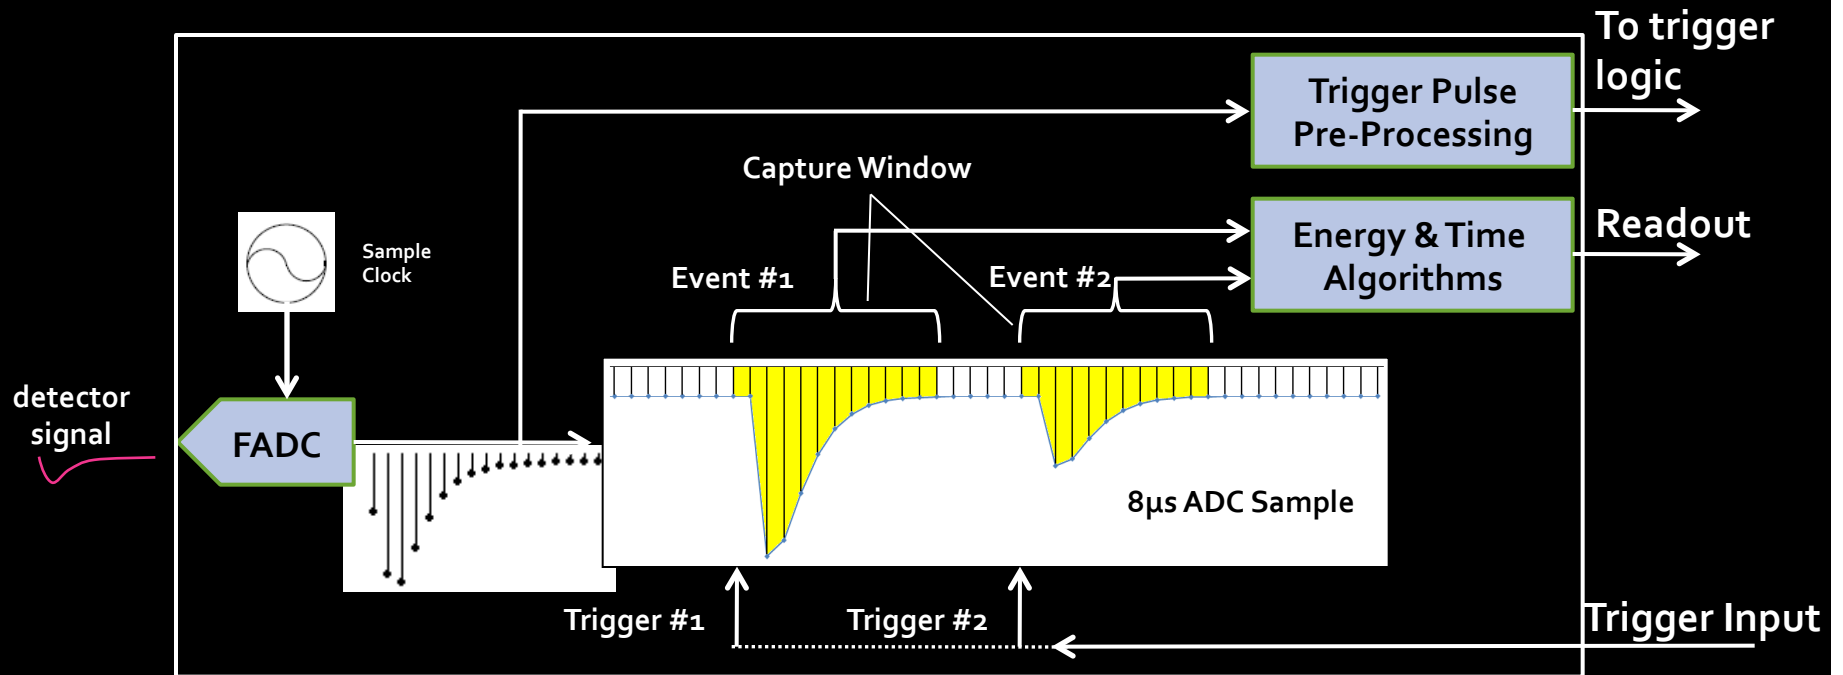 To trigger
logic
Trigger Pulse
Pre-Processing
Capture Window
Sample
Clock
Readout
Energy & Time
Algorithms
Event #1
Event #2
detector
signal
FADC
8µs ADC Sample
Trigger #1
Trigger #2
Trigger Input